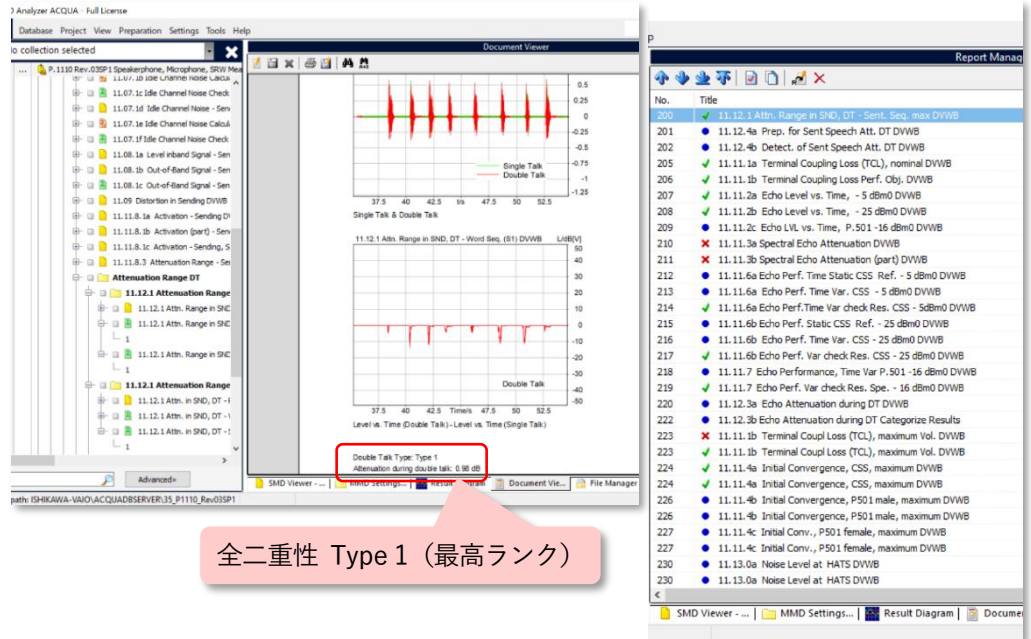 Analyzer ACQUA - Full License
Database Project View Preparation Settings Tools Help
collection selected
Document Viewer
P.1110 Rev.03SP1 Speakerphone, Microphone, SRW Mea
11.07.1b Idle Channel Noise Calcul
11.07.1c Idle Channel Noise Check
11.07.1d Idle Channel Noise - Sen
11.07.1e Idle Channel Noise Calcul
11.07.1f Idle Channel Noise Check
11.08.1a Level inband Signal - Sen
11.08.1b Out-of-Band Signal - Sen
11.08.1c Out-of-Band Signal - Sen
11.09 Distortion in Sending DVWB
11.11.8.1a Activation - Sending DV
11.11.8.1b Activation (part) - Sen
11.11.8.1c Activation - Sending, S
11.11.8.3 Attenuation Range - Se
Attenuation Range DT
11.12.1 Attenuation Range
11.12.1 Attn. Range in SND
11.12.1 Attn. Range in SND
1
11.12.1 Attn. Range in SND
1
11.12.1 Attenuation Range
11.12.1 Attn. in SND, DT - F
11.12.1 Attn. in SND, DT - V
11.12.1 Attn. in SND, DT - S
1
Advanced»
path: ISHIKAWA-VAIO\ACQUADBSERVER\35_P1110_Rev03SP1
0.5
0.25
0
-0.25
-0.5
-0.75
-1
-1.25
Single Talk
Double Talk
37.5 40 42.5 t/s 47.5 50 52.5
Single Talk & Double Talk
11.12.1 Attn. Range in SND, DT - Word Seq. (S1) DVWB L/dB[V]
50
40
30
20
10
0
-10
-20
-30
-40
-50
Double Talk
37.5 40 42.5 Time/s 47.5 50 52.5
Level vs. Time (Double Talk) - Level vs. Time (Single Talk)
Double Talk Type: Type 1
Attenuation during double talk: 0.98 dB
SMD Viewer - ... MMD Settings... Result Diagram Document Vie... File Manager
全二重性 Type 1（最高ランク）
Report Manag
No. Title
200 11.12.1 Attn. Range in SND, DT - Sent. Seq. max DVWB
201 11.12.4a Prep. for Sent Speech Att. DT DVWB
202 11.12.4b Detect. of Sent Speech Att. DT DVWB
205 11.11.1a Terminal Coupling Loss (TCL), nominal DVWB
206 11.11.1b Terminal Coupling Loss Perf. Obj. DVWB
207 11.11.2a Echo Level vs. Time, - 5 dBm0 DVWB
208 11.11.2b Echo Level vs. Time, - 25 dBm0 DVWB
209 11.11.2c Echo LVL vs. Time, P.501 -16 dBm0 DVWB
210 11.11.3a Spectral Echo Attenuation DVWB
211 11.11.3b Spectral Echo Attenuation (part) DVWB
212 11.11.6a Echo Perf. Time Static CSS Ref. - 5 dBm0 DVWB
213 11.11.6a Echo Perf. Time Var. CSS - 5 dBm0 DVWB
214 11.11.6a Echo Perf.Time Var check Res. CSS - 5dBm0 DVWB
215 11.11.6b Echo Perf. Static CSS Ref. - 25 dBm0 DVWB
216 11.11.6b Echo Perf. Time Var. CSS - 25 dBm0 DVWB
217 11.11.6b Echo Perf. Var check Res. CSS - 25 dBm0 DVWB
218 11.11.7 Echo Performance, Time Var P.501 -16 dBm0 DVWB
219 11.11.7 Echo Perf. Var check Res. Spe. - 16 dBm0 DVWB
220 11.12.3a Echo Attenuation during DT DVWB
222 11.12.3b Echo Attenuation during DT Categorize Results
223 11.11.1b Terminal Coupl Loss (TCL), maximum Vol. DVWB
223 11.11.1b Terminal Coupl Loss (TCL), maximum Vol. DVWB
224 11.11.4a Initial Convergence, CSS, maximum DVWB
224 11.11.4a Initial Convergence, CSS, maximum DVWB
226 11.11.4b Initial Convergence, P501 male, maximum DVWB
226 11.11.4b Initial Convergence, P501 male, maximum DVWB
227 11.11.4c Initial Conv., P501 female, maximum DVWB
227 11.11.4c Initial Conv., P501 female, maximum DVWB
230 11.13.0a Noise Level at HATS DVWB
230 11.13.0a Noise Level at HATS DVWB
SMD Viewer - ... MMD Settings... Result Diagram Docume